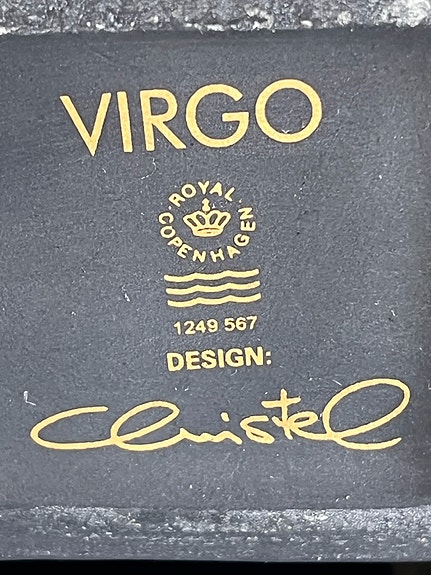 VIRGO
ROYAL
COPENHAGEN
1249 567
DESIGN:
Christel